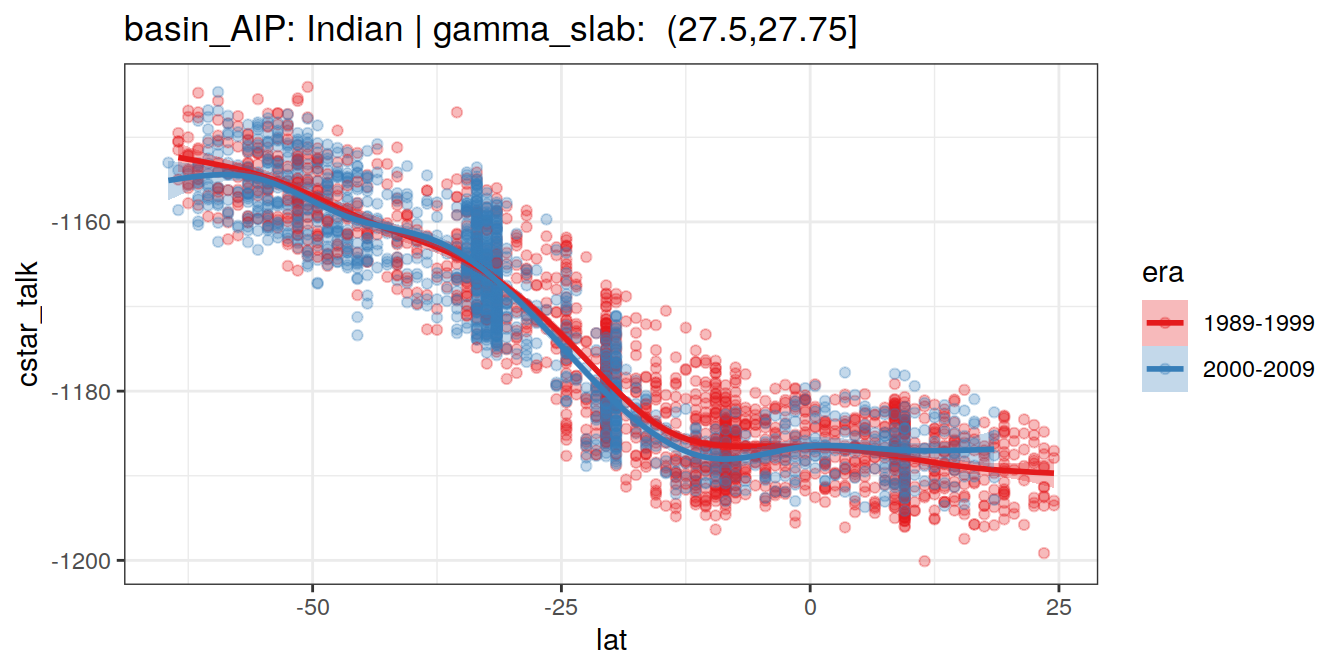 basin_AIP: Indian | gamma_slab:  (27.5,27.75]
cstar_talk
-1160
-1180
-1200
-50
-25
0
25
lat
era
1989-1999
2000-2009